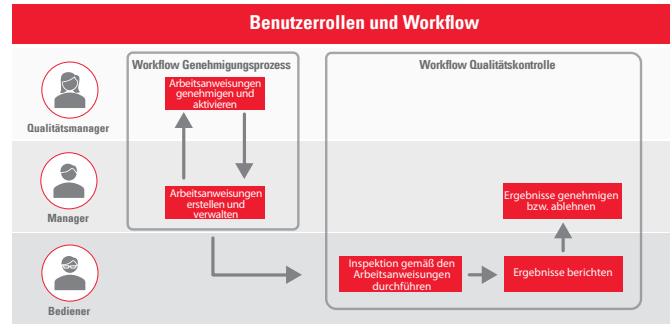 Benutzerrollen und Workflow
Workflow Genehmigungsprozess
Workflow Qualitätskontrolle
Arbeitsanweisungen
genehmigen und
aktivieren
Qualitätsmanager
Arbeitsanweisungen
erstellen und
verwalten
Ergebnisse genehmigen
bzw. ablehnen
Manager
Inspektion gemäß den
Arbeitsanweisungen
durchführen
Ergebnisse berichten
Bediener